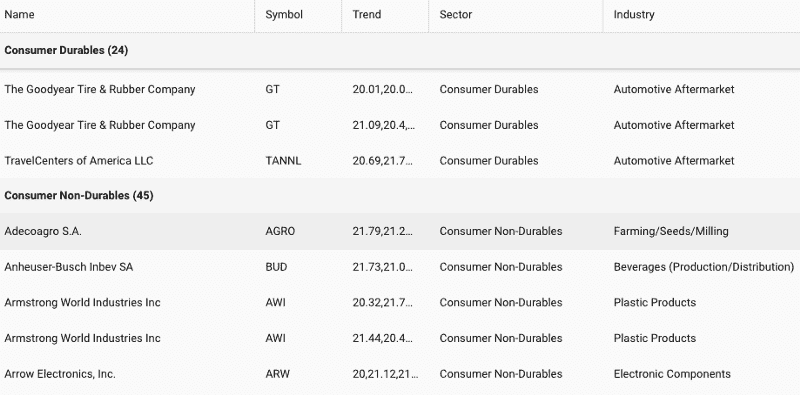 Name Symbol Trend Sector Industry
Consumer Durables (24)
The Goodyear Tire & Rubber Company GT 20.01,20.0... Consumer Durables Automotive Aftermarket
The Goodyear Tire & Rubber Company GT 21.09,20.4,... Consumer Durables Automotive Aftermarket
TravelCenters of America LLC TANNL 20.69,21.7... Consumer Durables Automotive Aftermarket
Consumer Non-Durables (45)
Adecoagro S.A. AGRO 21.79,21.2... Consumer Non-Durables Farming/Seeds/Milling
Anheuser-Busch Inbev SA BUD 21.73,21.0... Consumer Non-Durables Beverages (Production/Distribution)
Armstrong World Industries Inc AWI 20.32,21.7... Consumer Non-Durables Plastic Products
Armstrong World Industries Inc AWI 21.44,20.4... Consumer Non-Durables Plastic Products
Arrow Electronics, Inc. ARW 20,21.12,21... Consumer Non-Durables Electronic Components